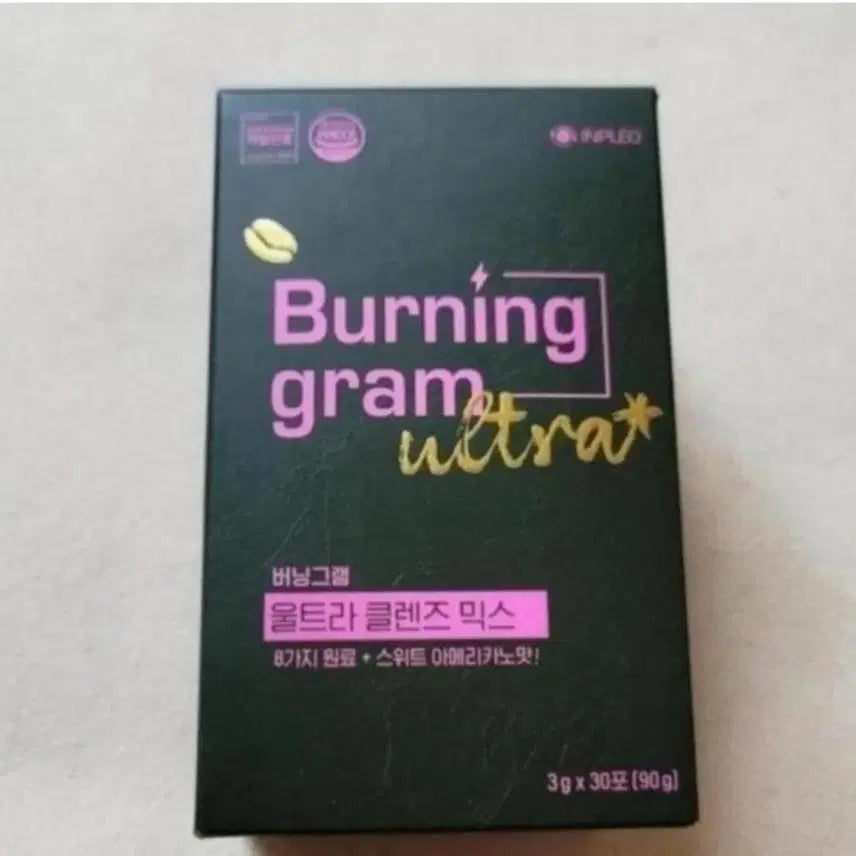 INPLEO
Burning
gram
ultra*
버닝그램
울트라 클렌즈 믹스
8가지 원료 + 스위트 아메리카노맛!
3g x 30포 (90g)